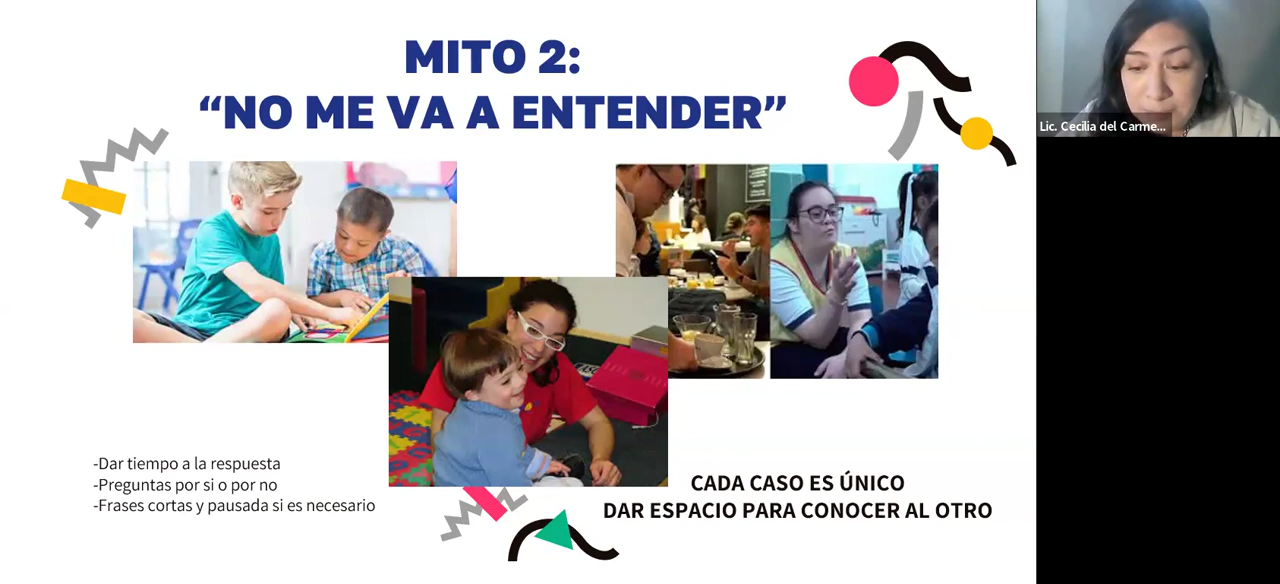 MITO 2:
“NO ME VA A ENTENDER”
Lic. Cecilia del Carme...
-Dar tiempo a la respuesta
-Preguntas por si o por no
-Frases cortas y pausada si es necesario
CADA CASO ES ÚNICO
DAR ESPACIO PARA CONOCER AL OTRO